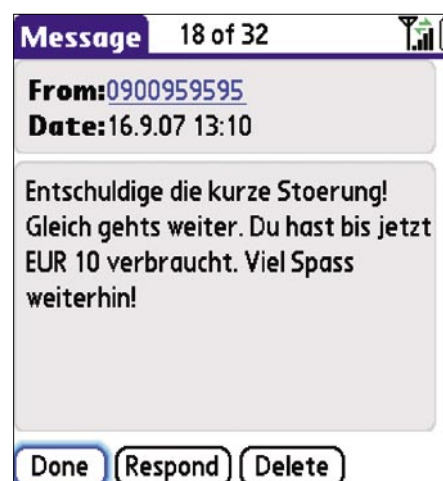 Message 18 of 32
From:0900959595
Date:16.9.07 13:10
Entschuldige die kurze Stoerung!
Gleich gehts weiter. Du hast bis jetzt
EUR 10 verbraucht. Viel Spass
weiterhin!
Done Respond Delete